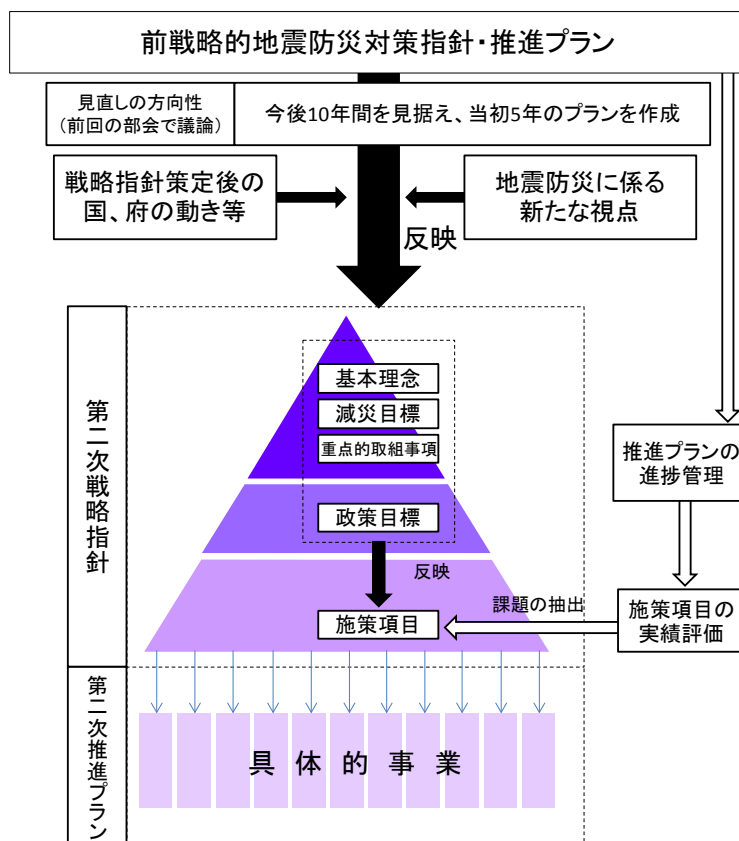 前戦略的地震防災対策指針・推進プラン
見直しの方向性
(前回の部会で議論)
今後10年間を見据え、当初5年のプランを作成
戦略指針策定後の
国、府の動き等
地震防災に係る
新たな視点
反映
第二次戦略指針
基本理念
減災目標
重点的取組事項
政策目標
反映
施策項目
推進プランの
進捗管理
課題の抽出
施策項目の
実績評価
第二次推進プラン
具体的事業